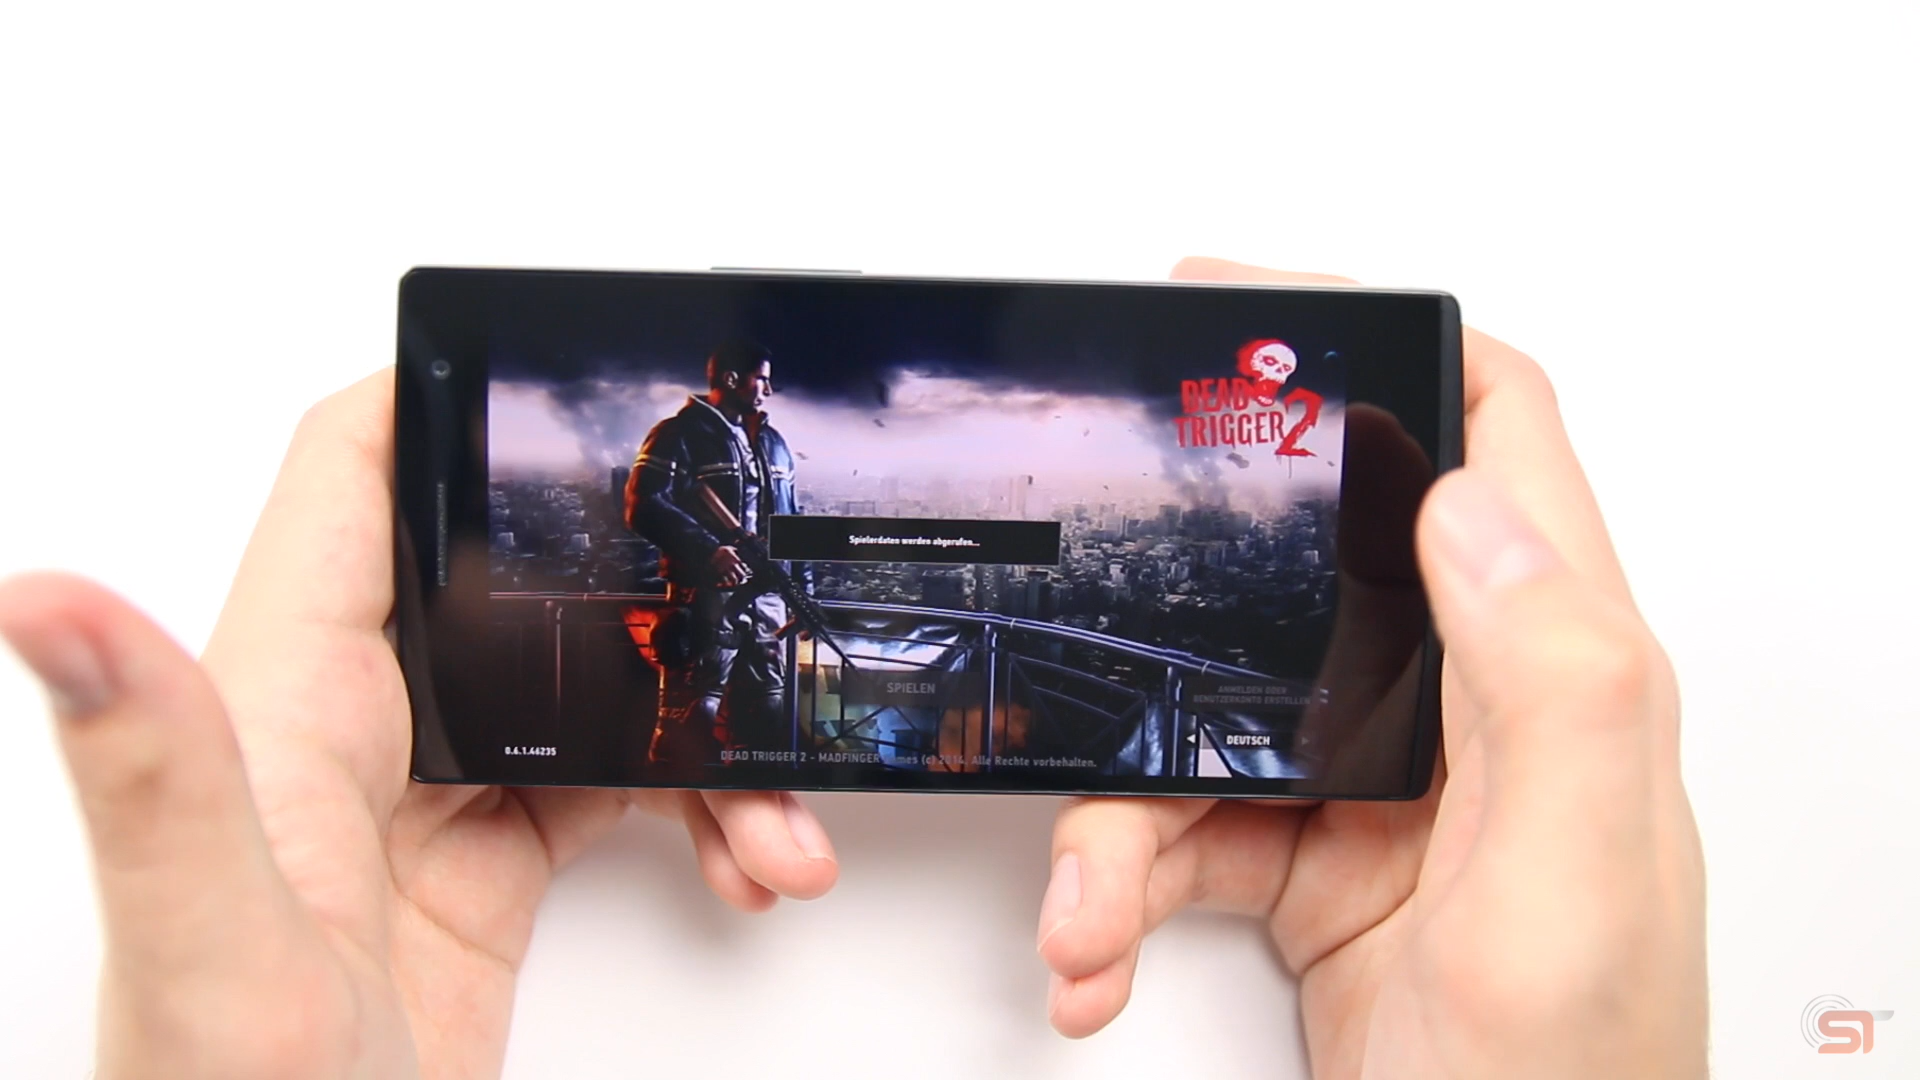 DEAD
TRIGGER 2
Spielerdaten werden abgerufen...
SPIELEN
ANMELDEN ODER
BENUTZERKONTO ERSTELLEN
DEUTSCH
0.6.1.46235
DEAD TRIGGER 2 - MADFINGER Games (c) 2014. Alle Rechte vorbehalten.
ST